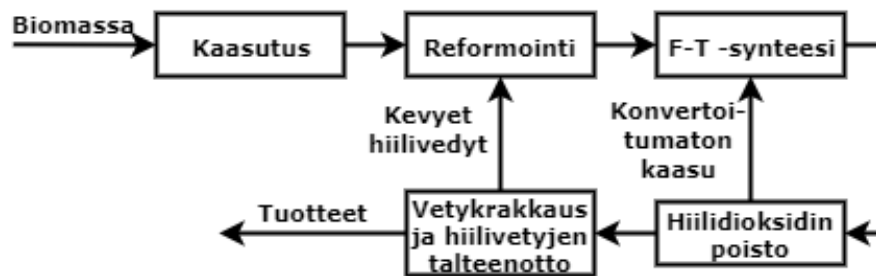 Biomassa
Kaasutus
Reformointi
F-T -synteesi
Kevyet
hiilivedyt
Konvertoi-
tumaton
kaasu
Tuotteet
Vetykrakkaus
ja hiilivetyjen
talteenotto
Hiilidioksidin
poisto